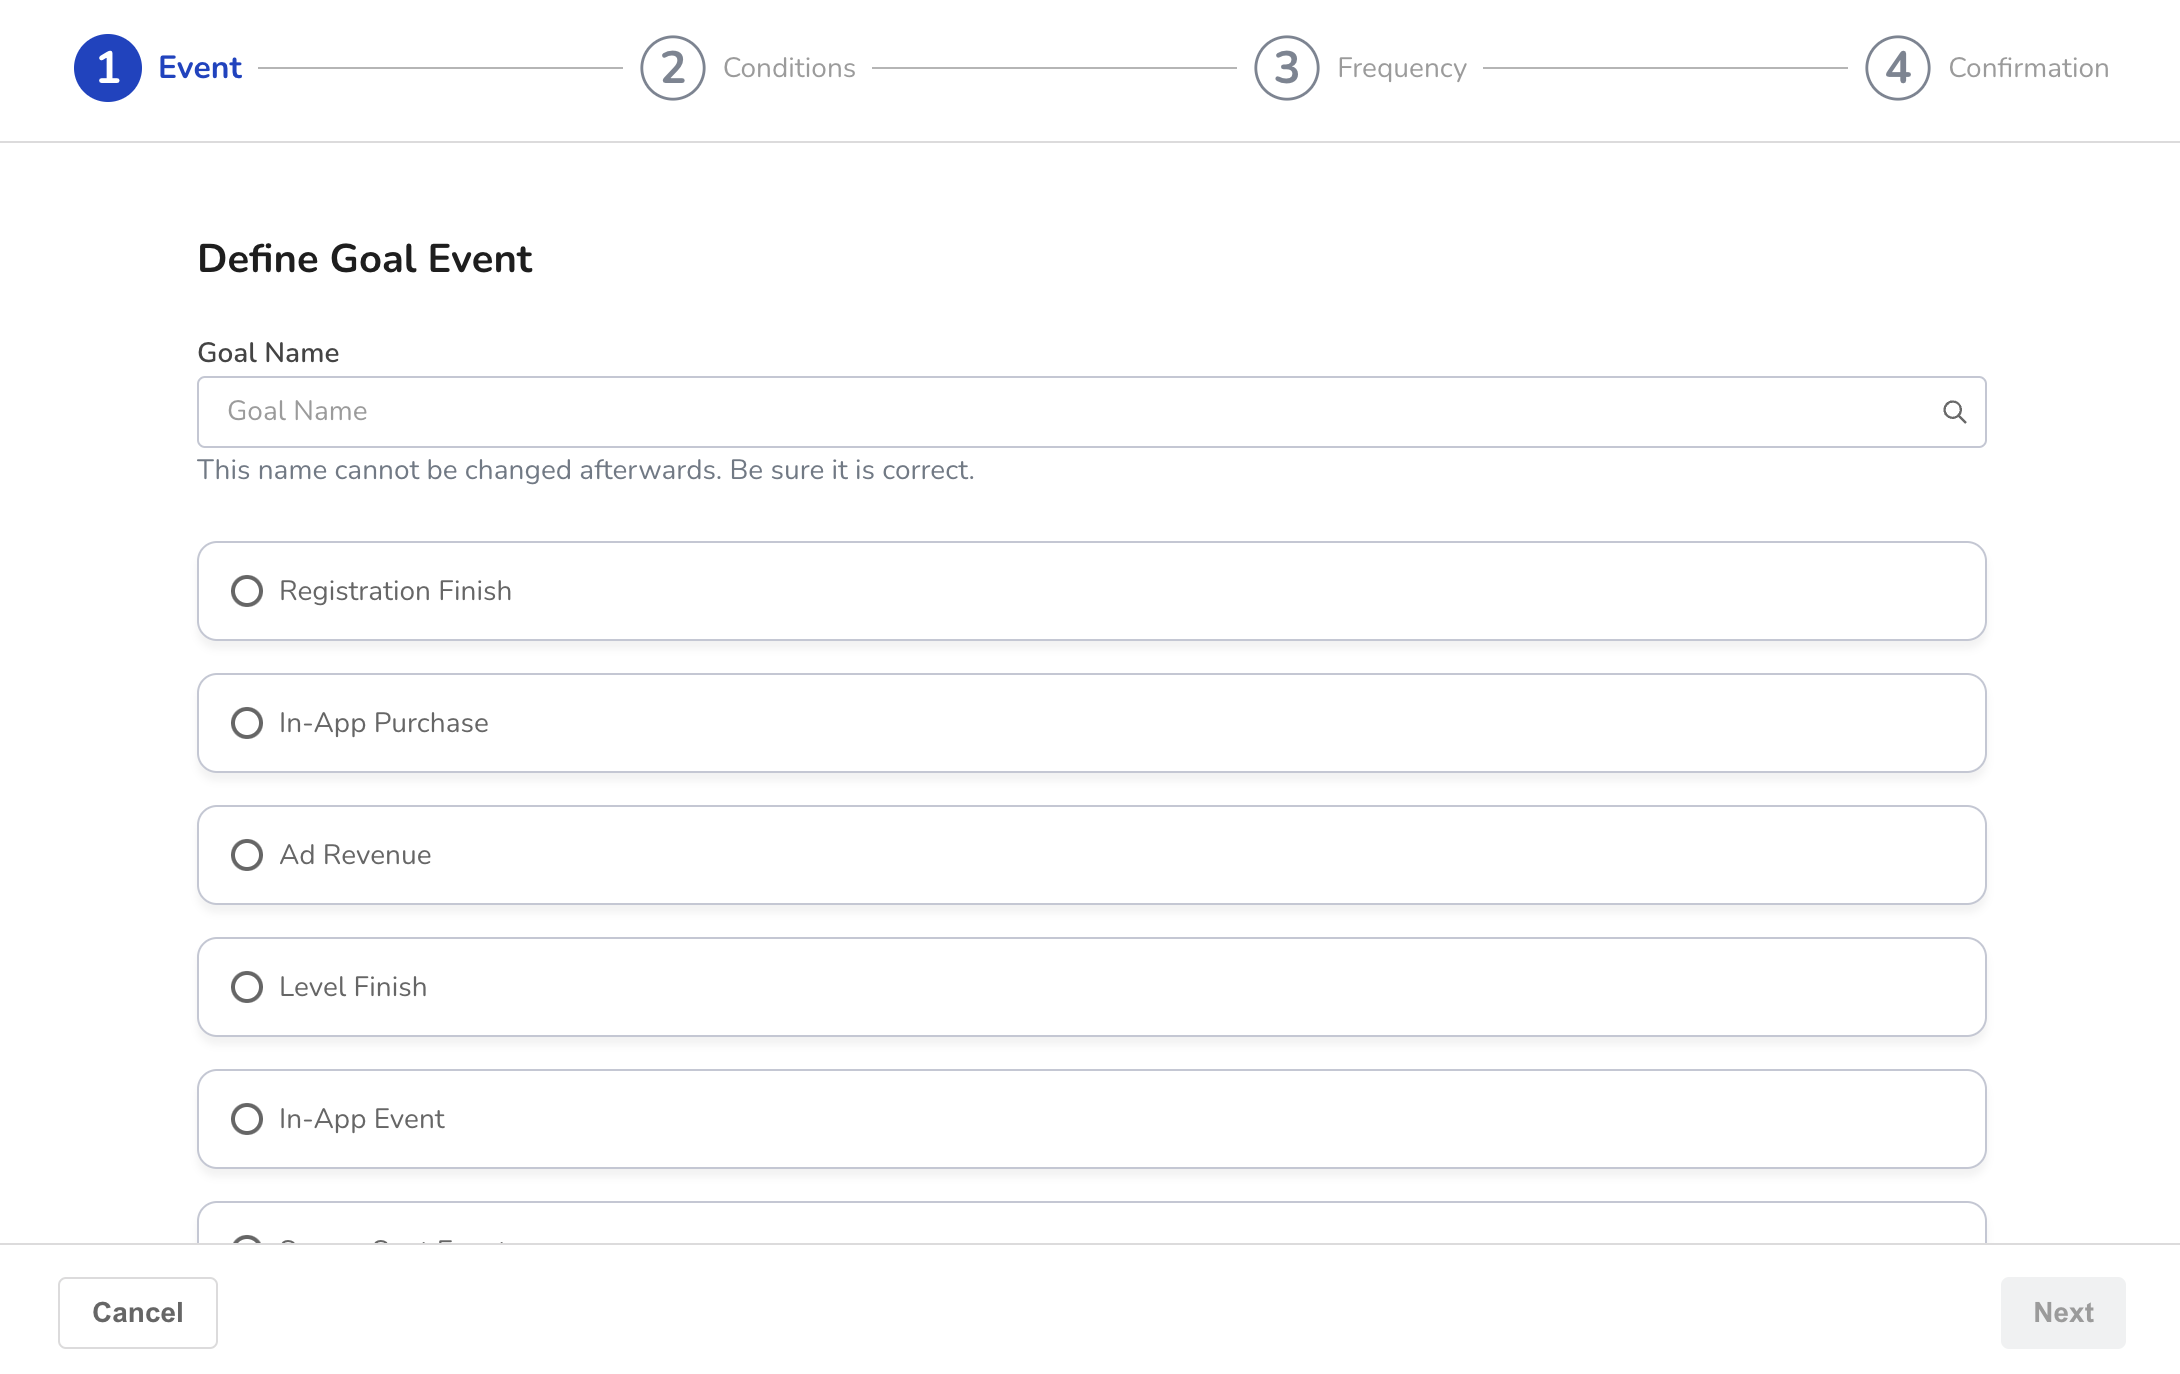 1 Event 2 Conditions 3 Frequency 4 Confirmation
Define Goal Event
Goal Name
Goal Name
This name cannot be changed afterwards. Be sure it is correct.
Registration Finish
In-App Purchase
Ad Revenue
Level Finish
In-App Event
Cancel Next